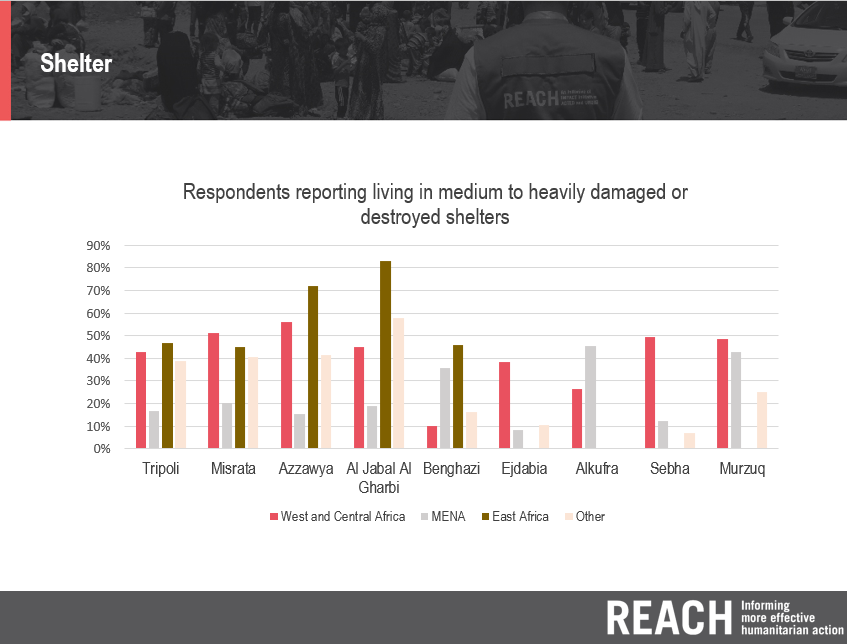 Shelter
REACH
Respondents reporting living in medium to heavily damaged or
destroyed shelters
90%
80%
70%
60%
50%
40%
30%
20%
10%
0%
Tripoli Misrata Azzawya Al Jabal Al Benghazi Ejdabia Alkufra Sebha Murzuq
Gharbi
West and Central Africa MENA East Africa Other
REACH Informing
more effective
humanitarian action